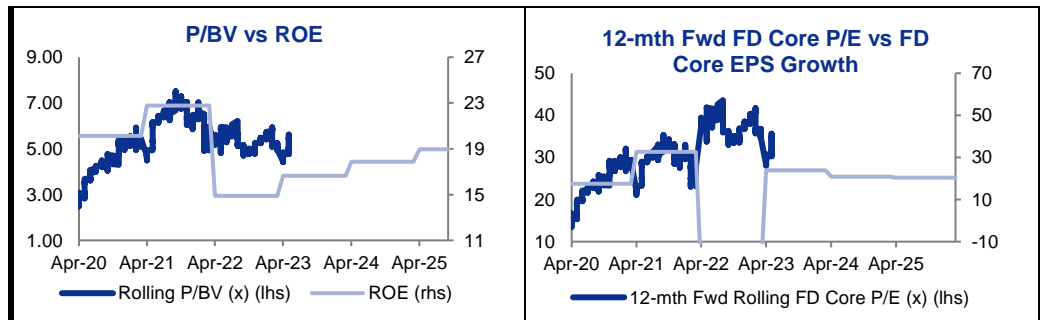 P/BV vs ROE
9.00
7.00
5.00
3.00
1.00
27
23
19
15
11
Apr-20 Apr-21 Apr-22 Apr-23 Apr-24 Apr-25
Rolling P/BV (x) (lhs) ROE (rhs)
12-mth Fwd FD Core P/E vs FD
Core EPS Growth
50
40
30
20
10
70
50
30
10
-10
Apr-20 Apr-21 Apr-22 Apr-23 Apr-24 Apr-25
12-mth Fwd Rolling FD Core P/E (x) (lhs)